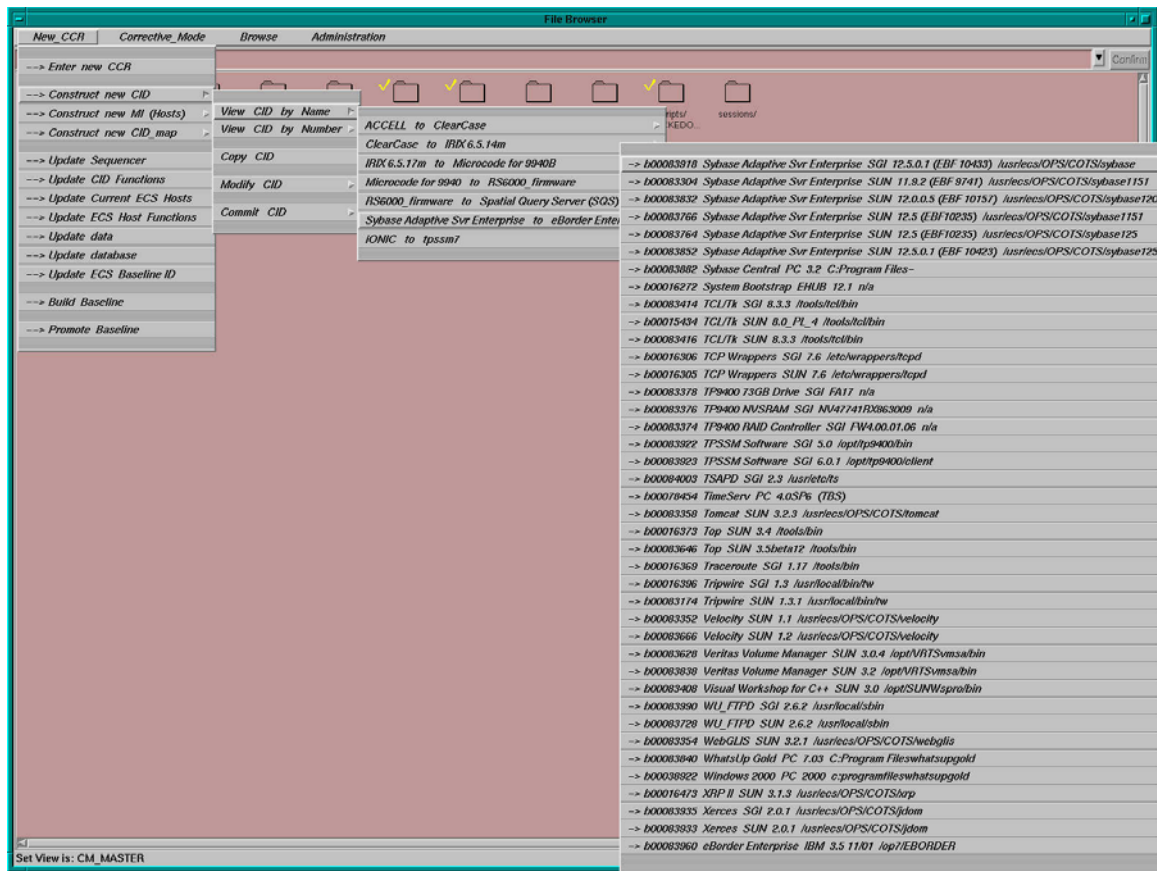 File Browser
New_CCR Corrective_Mode Browse Administration
Confirm
---> Enter new CCR
---> Construct new CID
---> Construct new MI (Hosts)
---> Construct new CID_map
---> Update Sequencer
---> Update CID Functions
---> Update Current ECS Hosts
---> Update ECS Host Functions
---> Update data
---> Update database
---> Update ECS Baseline ID
---> Build Baseline
---> Promote Baseline
View CID by Name
View CID by Number
Copy CID
Modify CID
Commit CID
sessions/
ACCELL to ClearCase
ClearCase to IRIX 6.5.14m
IRIX 6.5.17m to Microcode for 9940B
Microcode for 9940 to RS6000_firmware
RS6000_firmware to Spatial Query Server (SQS)
Sybase Adaptive Svr Enterprise to eBorder Enter
iONIC to tpssm7
-> b00083918 Sybase Adaptive Svr Enterprise SGI 12.5.0.1 (EBF 10433) /usr/ecs/OPS/COTS/sybase
-> b00083304 Sybase Adaptive Svr Enterprise SUN 11.9.2 (EBF 9741) /usr/ecs/OPS/COTS/sybase1151
-> b00083832 Sybase Adaptive Svr Enterprise SUN 12.0.0.5 (EBF 10157) /usr/ecs/OPS/COTS/sybase120
-> b00083766 Sybase Adaptive Svr Enterprise SUN 12.5 (EBF10235) /usr/ecs/OPS/COTS/sybase1151
-> b00083764 Sybase Adaptive Svr Enterprise SUN 12.5 (EBF10235) /usr/ecs/OPS/COTS/sybase125
-> b00083852 Sybase Adaptive Svr Enterprise SUN 12.5.0.1 (EBF 10423) /usr/ecs/OPS/COTS/sybase125
-> b00083882 Sybase Central PC 3.2 C:Program Files~
-> b00016272 System Bootstrap EHUB 12.1 n/a
-> b00083414 TCL/Tk SGI 8.3.3 /tools/tcl/bin
-> b00015434 TCL/Tk SUN 8.0_PL_4 /tools/tcl/bin
-> b00083416 TCL/Tk SUN 8.3.3 /tools/tcl/bin
-> b00016306 TCP Wrappers SGI 7.6 /etc/wrappers/tcpd
-> b00016305 TCP Wrappers SUN 7.6 /etc/wrappers/tcpd
-> b00083378 TP9400 73GB Drive SGI FA17 n/a
-> b00083376 TP9400 NVSRAM SGI NV47741RX863009 n/a
-> b00083374 TP9400 RAID Controller SGI FW4.00.01.06 n/a
-> b00083922 TPSSM Software SGI 5.0 /opt/tp9400/bin
-> b00083923 TPSSM Software SGI 6.0.1 /opt/tp9400/client
-> b00084003 TSAPD SGI 2.3 /usr/etc/ts
-> b00078454 TimeServ PC 4.0SP6 (TBS)
-> b00083358 Tomcat SUN 3.2.3 /usr/ecs/OPS/COTS/tomcat
-> b00016373 Top SUN 3.4 /tools/bin
-> b00083646 Top SUN 3.5beta12 /tools/bin
-> b00016369 Traceroute SGI 1.17 /tools/bin
-> b00016396 Tripwire SGI 1.3 /usr/local/bin/tw
-> b00083174 Tripwire SUN 1.3.1 /usr/local/bin/tw
-> b00083352 Velocity SUN 1.1 /usr/ecs/OPS/COTS/velocity
-> b00083666 Velocity SUN 1.2 /usr/ecs/OPS/COTS/velocity
-> b00083628 Veritas Volume Manager SUN 3.0.4 /opt/VRTSvmsa/bin
-> b00083838 Veritas Volume Manager SUN 3.2 /opt/VRTSvmsa/bin
-> b00083408 Visual Workshop for C++ SUN 3.0 /opt/SUNWspro/bin
-> b00083990 WU_FTPD SGI 2.6.2 /usr/local/sbin
-> b00083728 WU_FTPD SUN 2.6.2 /usr/local/sbin
-> b00083354 WebGLIS SUN 3.2.1 /usr/ecs/OPS/COTS/webglis
-> b00083840 WhatsUp Gold PC 7.03 C:Program Fileswhatsupgold
-> b00038922 Windows 2000 PC 2000 c:programfileswhatsupgold
-> b00016473 XRP II SUN 3.1.3 /usr/ecs/OPS/COTS/xrp
-> b00083935 Xerces SGI 2.0.1 /usr/ecs/OPS/COTS/jdom
-> b00083933 Xerces SUN 2.0.1 /usr/ecs/OPS/COTS/jdom
-> b00083960 eBorder Enterprise IBM 3.5 11/01 /op?/EBORDER
Set View is: CM_MASTER